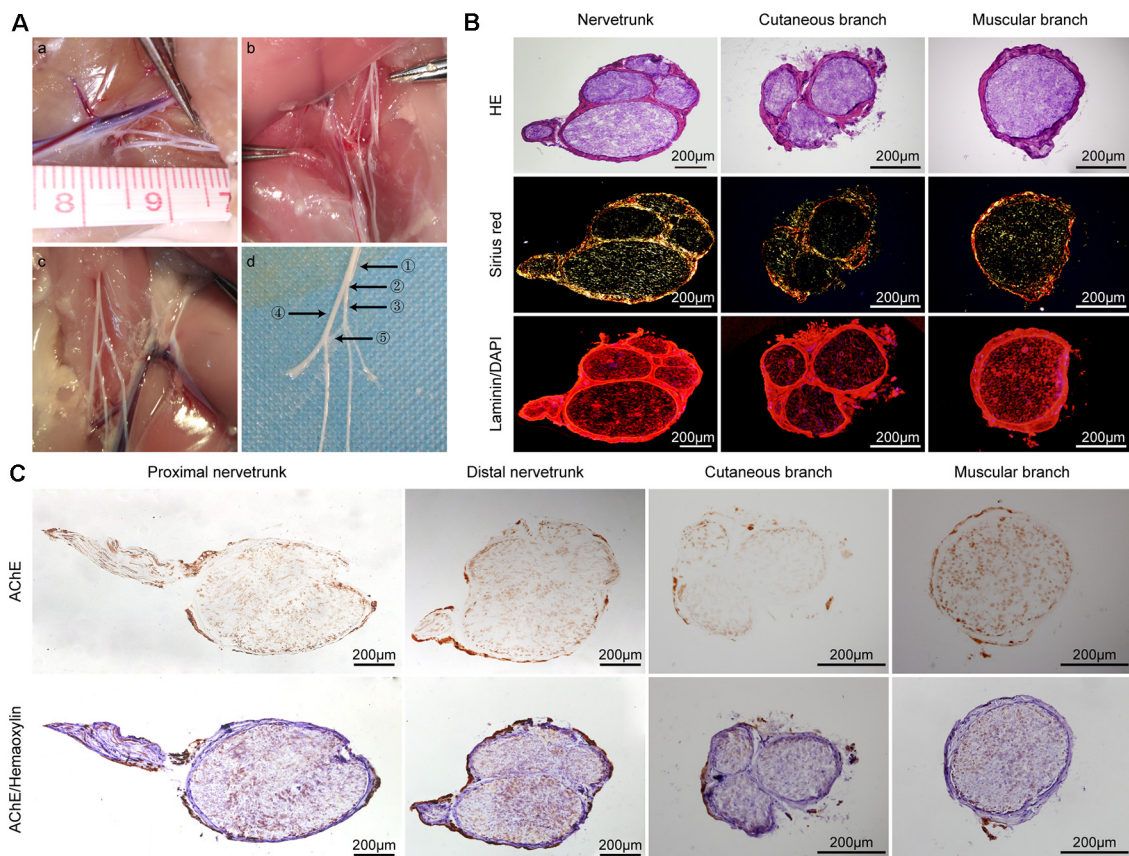 A
a
b
8 9 7
c
d
①
②
③
④
⑤
B
Nervetrunk Cutaneous branch Muscular branch
HE
200μm 200μm 200μm
Sirius red
200μm 200μm 200μm
Laminin/DAPI
200μm 200μm 200μm
C
Proximal nervetrunk Distal nervetrunk Cutaneous branch Muscular branch
AChE
200μm 200μm 200μm 200μm
AChE/Hemaoxylin
200μm 200μm 200μm 200μm